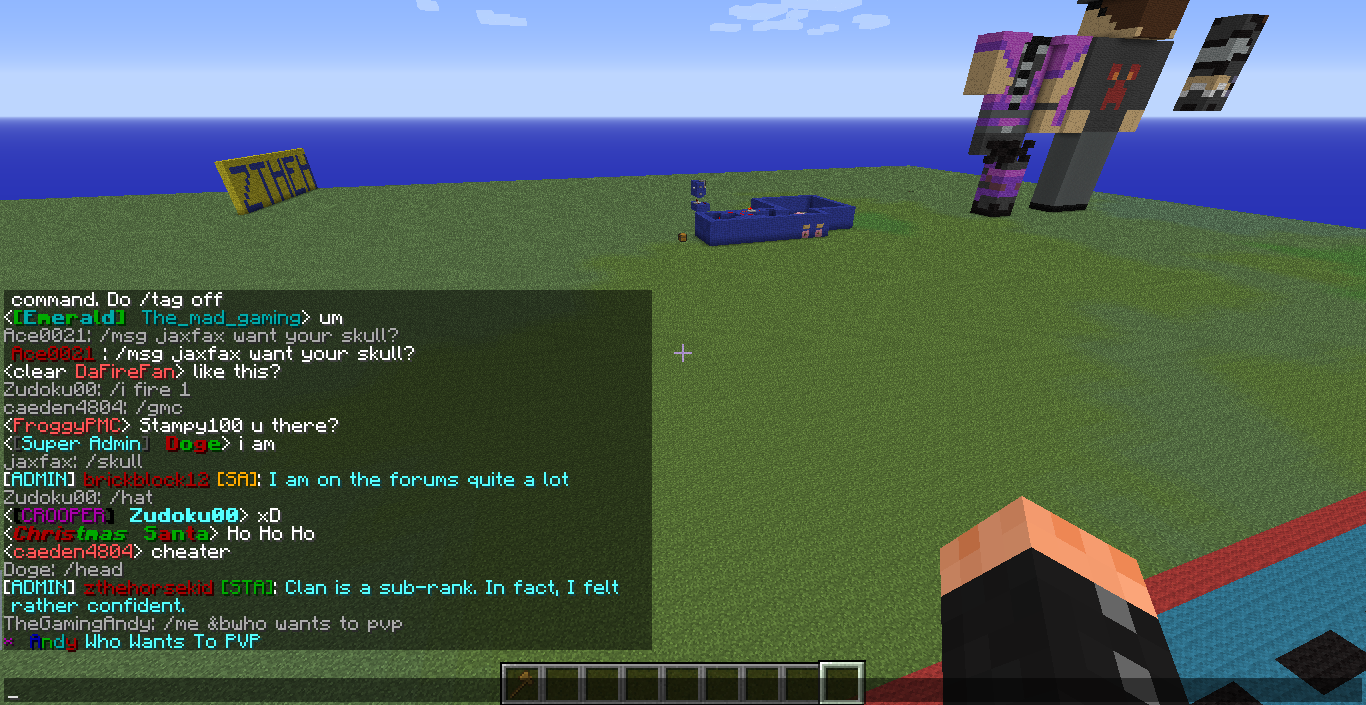 ZTHEH
command. Do /tag off
<[Emerald] The_mad_gaming> um
Ace0021: /msg jaxfax want your skull?
Ace0021 : /msg jaxfax want your skull?
<clear DaFireFan> like this?
Zudoku00: /i fire 1
caeden4804: /gmc
<FroggyPMC> Stampy100 u there?
<[Super Admin] Doge> i am
jaxfax: /skull
[ADMIN] brickblock12 [SA]: I am on the forums quite a lot
Zudoku00: /hat
<[CROOPER] Zudoku00> xD
<Christmas Santa> Ho Ho Ho
<caeden4804> cheater
Doge: /head
[ADMIN] zthehorsekid [STA]: Clan is a sub-rank. In fact, I felt
rather confident.
TheGamingAndy: /me &bwho wants to pvp
* Andy Who Wants To PVP
_